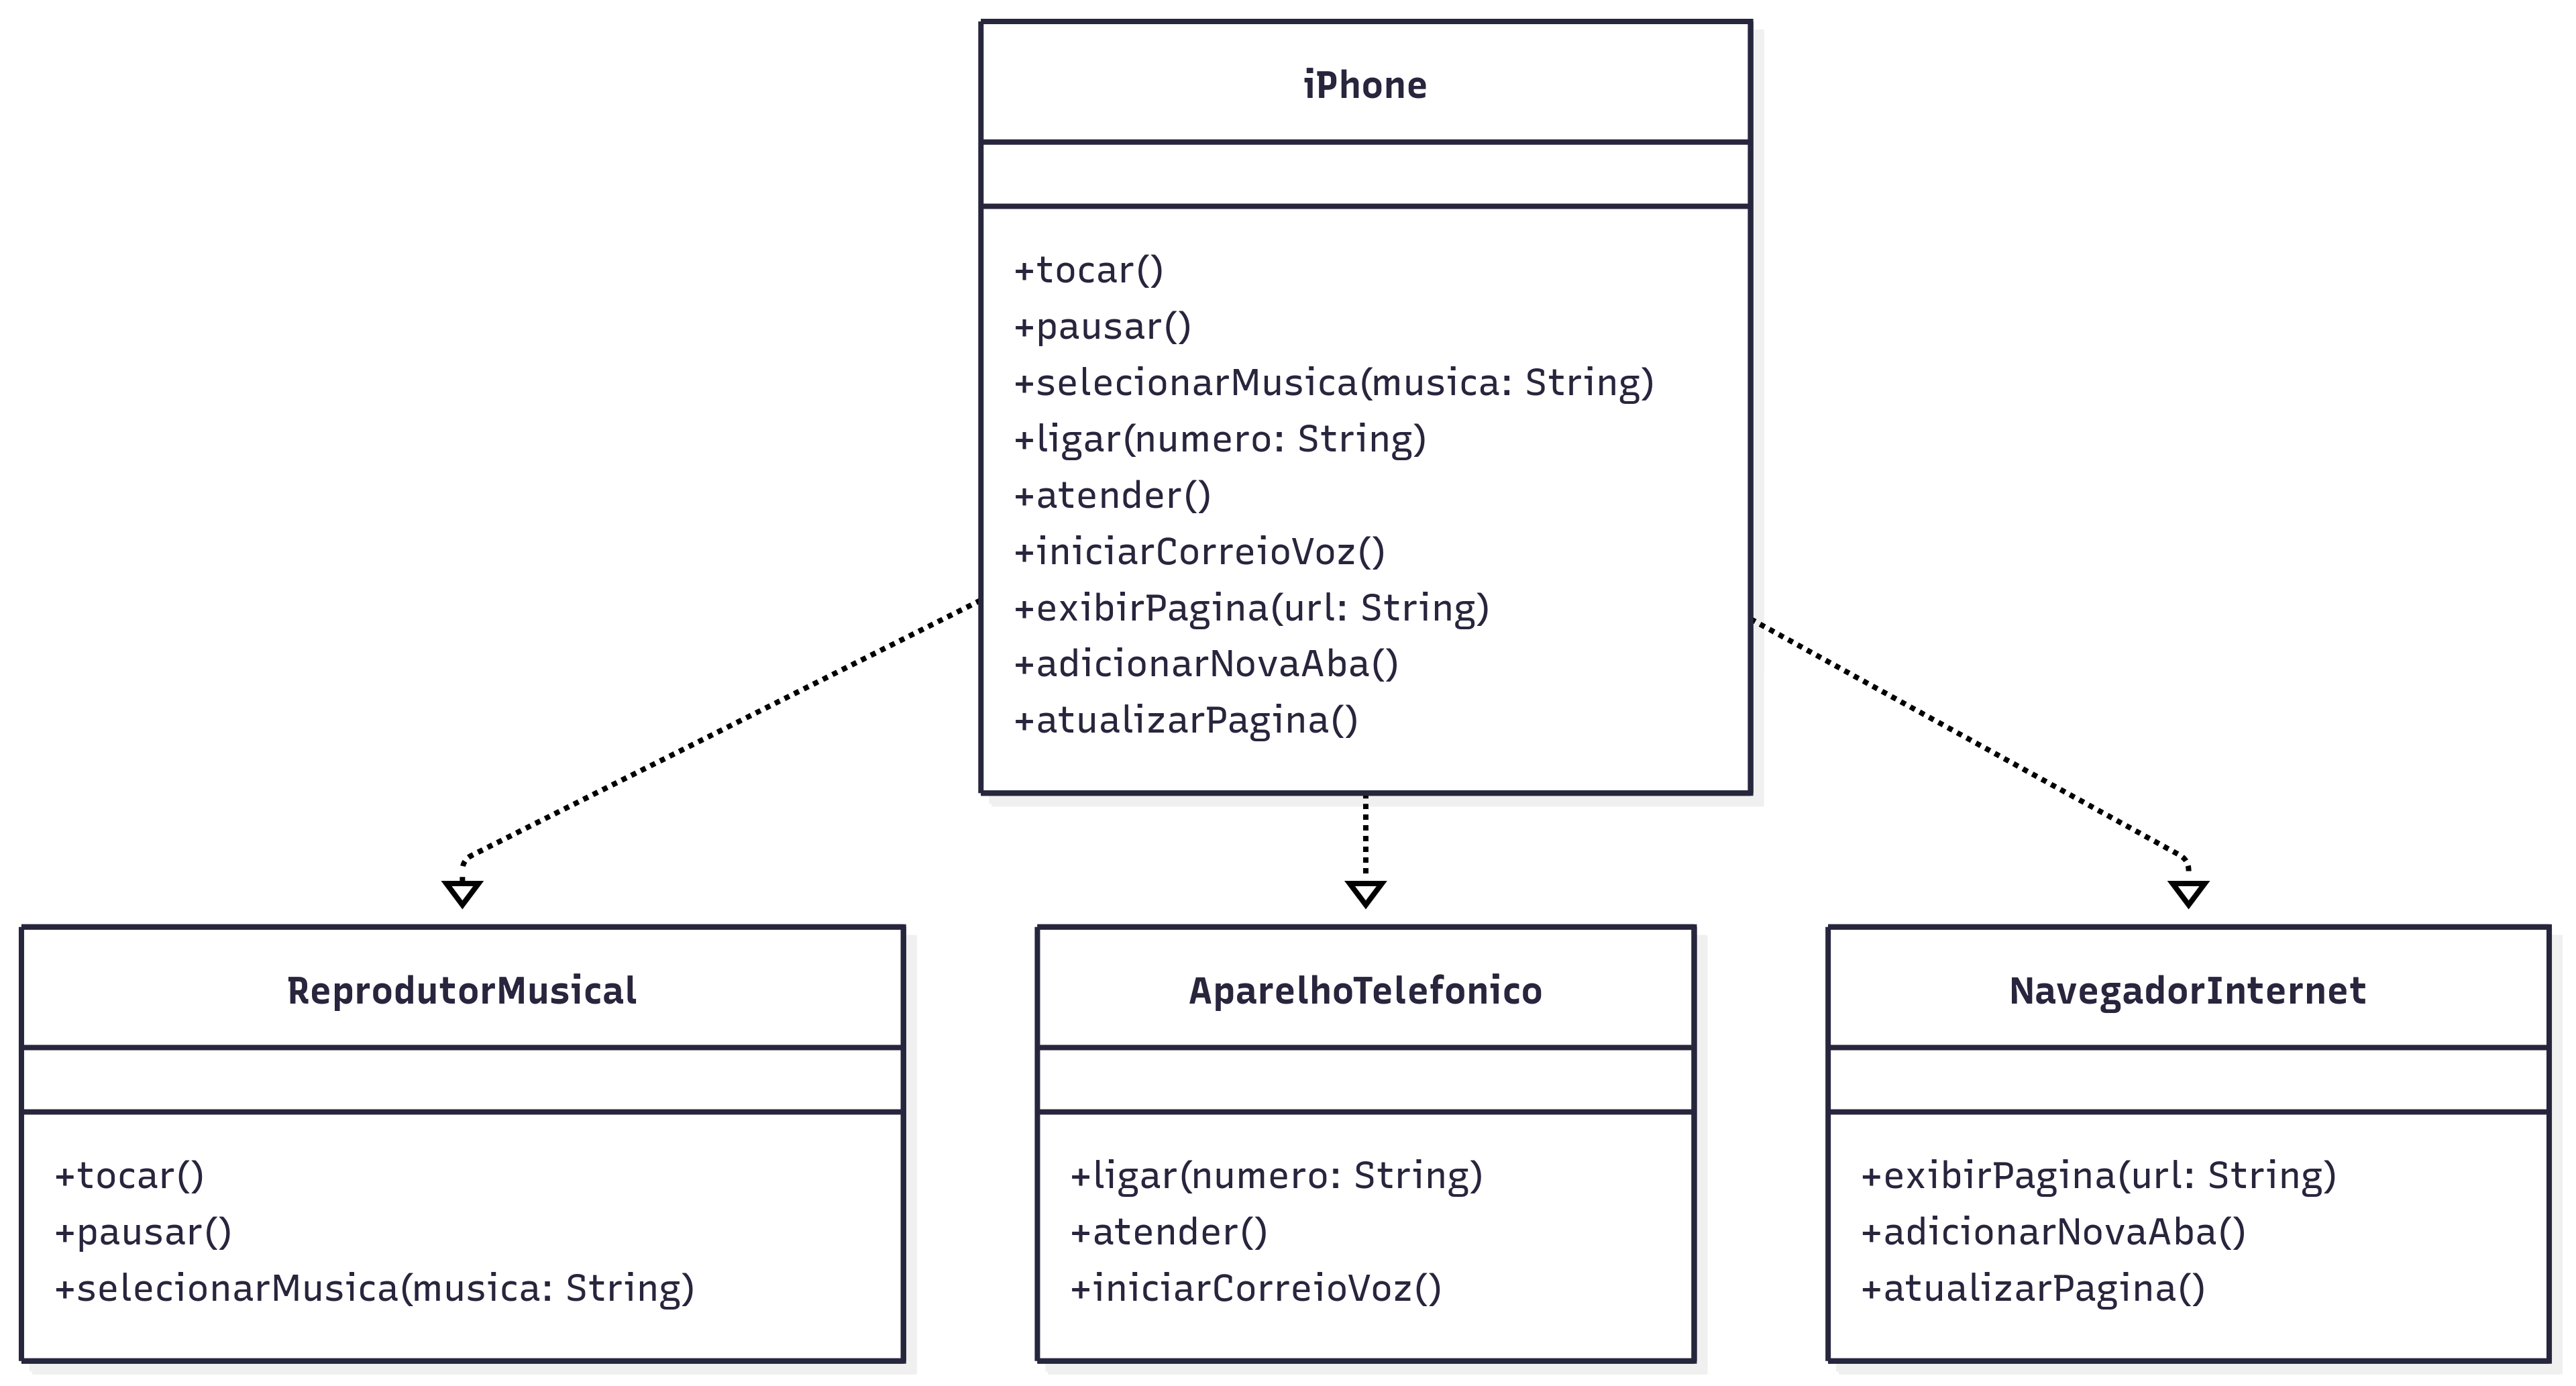 iPhone
+tocar()
+pausar()
+selecionarMusica(musica: String)
+ligar(numero: String)
+atender()
+iniciarCorreioVoz()
+exibirPagina(url: String)
+adicionarNovaAba()
+atualizarPagina()
ReprodutorMusical
+tocar()
+pausar()
+selecionarMusica(musica: String)
AparelhoTelefonico
+ligar(numero: String)
+atender()
+iniciarCorreioVoz()
NavegadorInternet
+exibirPagina(url: String)
+adicionarNovaAba()
+atualizarPagina()